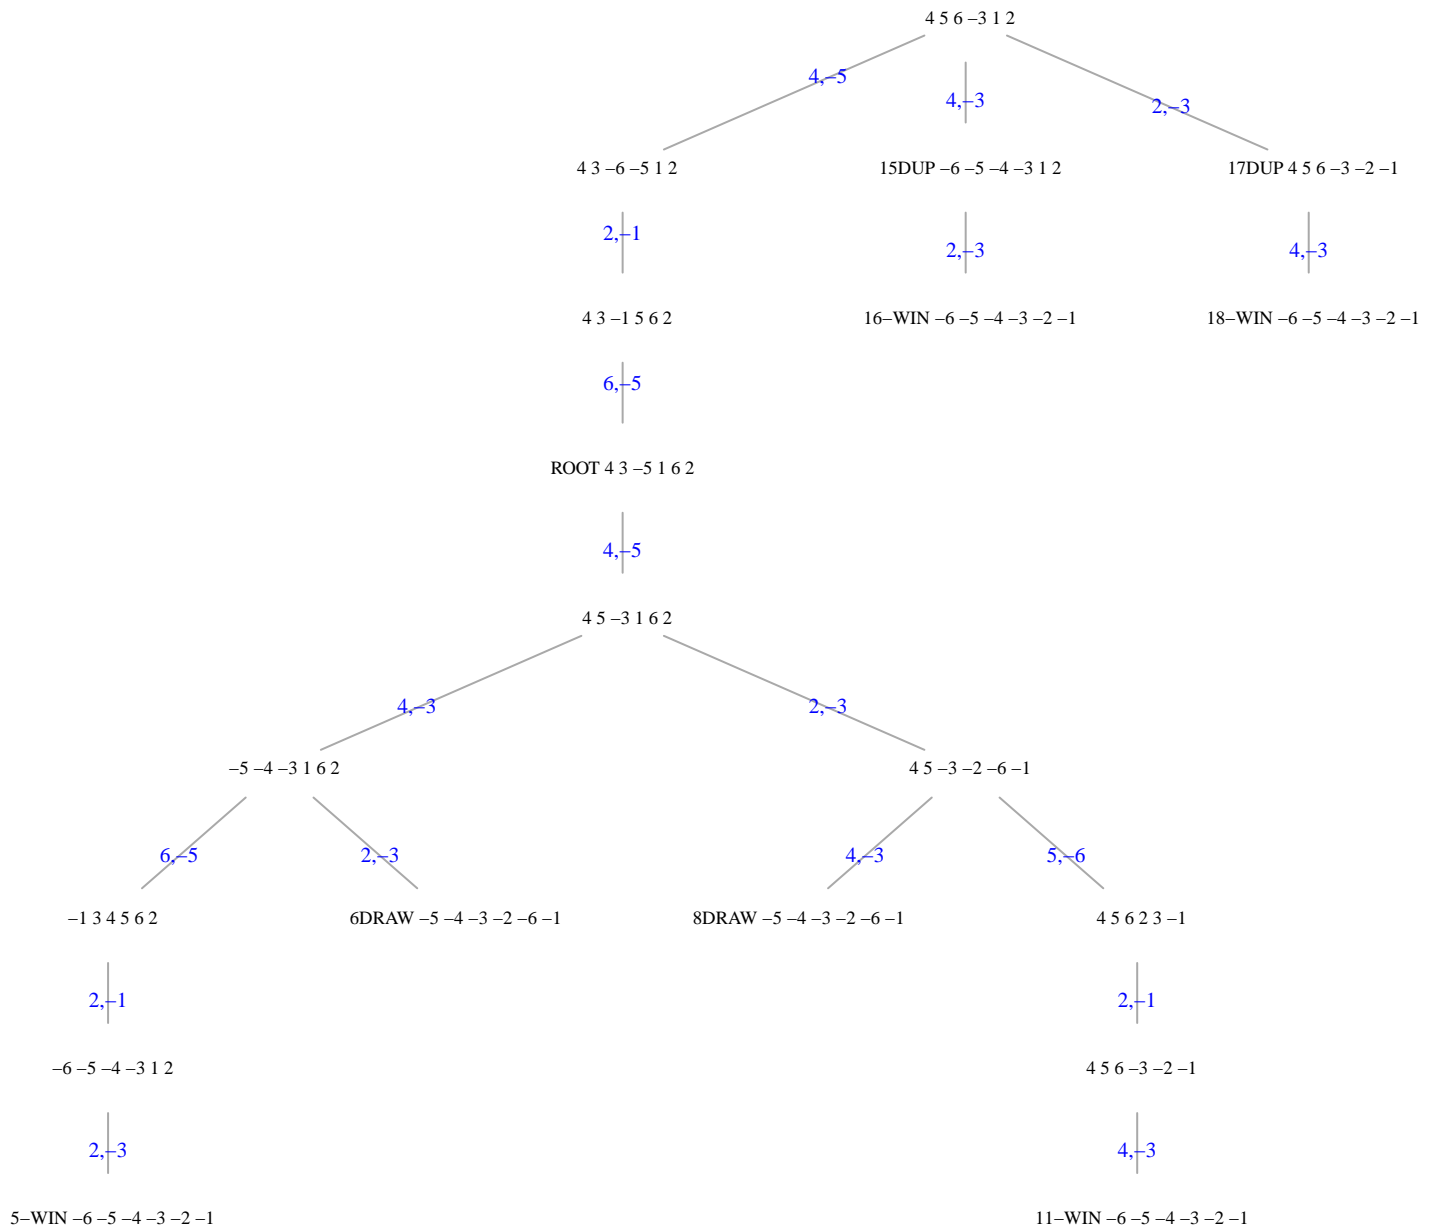 4 5 6 –3 1 2
4,–5
4,–3
2,–3
4 3 –6 –5 1 2
15DUP –6 –5 –4 –3 1 2
17DUP 4 5 6 –3 –2 –1
2,–1
2,–3
4,–3
4 3 –1 5 6 2
16–WIN –6 –5 –4 –3 –2 –1
18–WIN –6 –5 –4 –3 –2 –1
6,–5
ROOT 4 3 –5 1 6 2
4,–5
4 5 –3 1 6 2
4,–3
2,–3
–5 –4 –3 1 6 2
4 5 –3 –2 –6 –1
6,–5
2,–3
4,–3
5,–6
–1 3 4 5 6 2
6DRAW –5 –4 –3 –2 –6 –1
8DRAW –5 –4 –3 –2 –6 –1
4 5 6 2 3 –1
2,–1
2,–1
–6 –5 –4 –3 1 2
4 5 6 –3 –2 –1
2,–3
4,–3
5–WIN –6 –5 –4 –3 –2 –1
11–WIN –6 –5 –4 –3 –2 –1